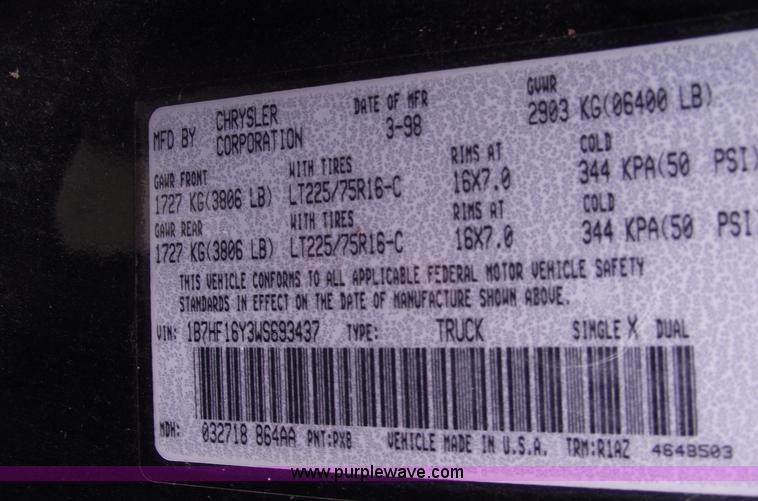 MFD BY CHRYSLER CORPORATION DATE OF MFR 3-98 GVWR 2903 KG(06400 LB)
GAWR FRONT WITH TIRES RIMS AT COLD
1727 KG(3806 LB) LT225/75R16-C 16X7.0 344 KPA(50 PSI)
GAWR REAR WITH TIRES RIMS AT COLD
1727 KG(3806 LB) LT225/75R16-C 16X7.0 344 KPA(50 PSI
THIS VEHICLE CONFORMS TO ALL APPLICABLE FEDERAL MOTOR VEHICLE SAFETY
STANDARDS IN EFFECT ON THE DATE OF MANUFACTURE SHOWN ABOVE.
VIN: 1B7HF16Y3WS693437 TYPE: TRUCK SINGLE X DUAL
MDH: 032718 864AA PNT:PX8 VEHICLE MADE IN U.S.A. TRM:R1AZ 4648503
www.purplewave.com